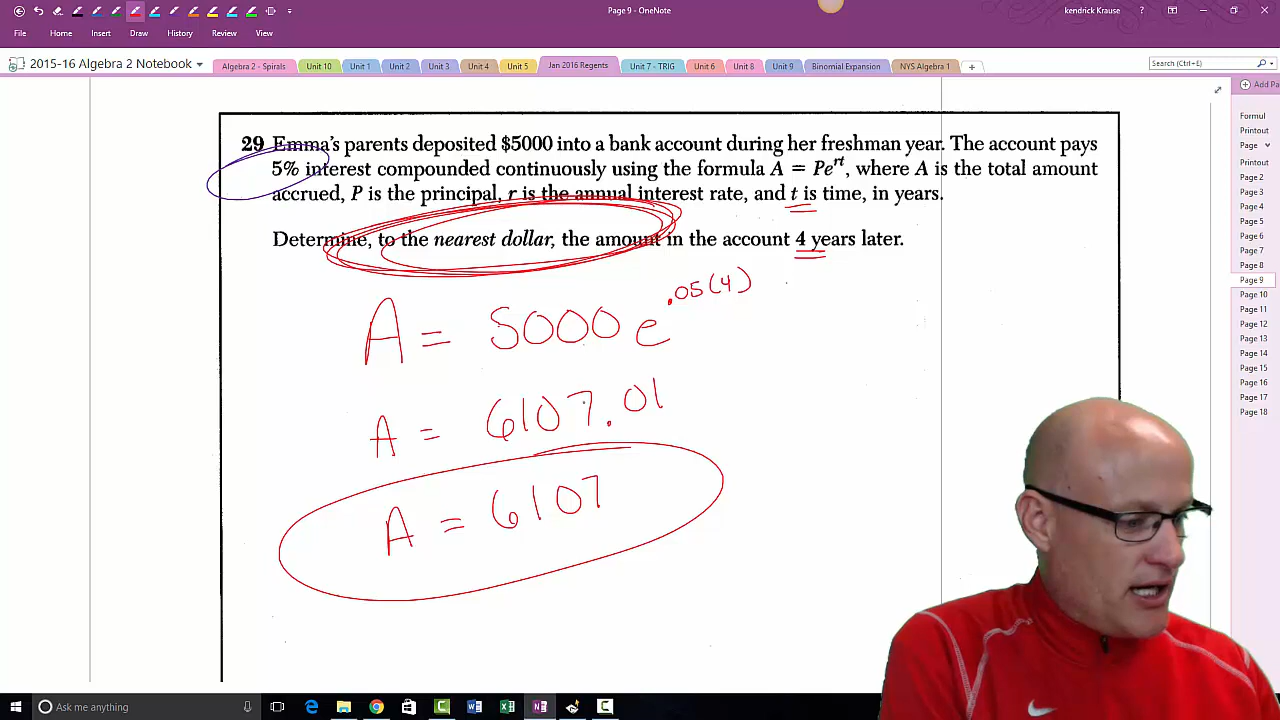 Page 9 - OneNote
kendrick Krause
?
File
Home
Insert
Draw
History
Review
View
2015-16 Algebra 2 Notebook
Algebra 2 - Spirals
Unit 10
Unit 1
Unit 2
Unit 3
Unit 4
Unit 5
Jan 2016 Regents
Unit 7 - TRIG
Unit 6
Unit 8
Unit 9
Binomial Expansion
NYS Algebra 1
+
Search (Ctrl+E)
Add Pa
Formul
Printout
Page
Printout
Page 2
Page 3
Page 4
Page 5
Page 6
Page 7
Page 8
Page 9
Page 10
Page 11
Page 12
Page 13
Page 14
Page 15
Page 16
Page 17
Page 18
29 Emma's parents deposited $5000 into a bank account during her freshman year. The account pays
5% interest compounded continuously using the formula A = Pe^rt, where A is the total amount
accrued, P is the principal, r is the annual interest rate, and t is time, in years.
Determine, to the nearest dollar, the amount in the account 4 years later.
A = 5000 e^.05(4)
A = 6107.01
A = 6107
Ask me anything